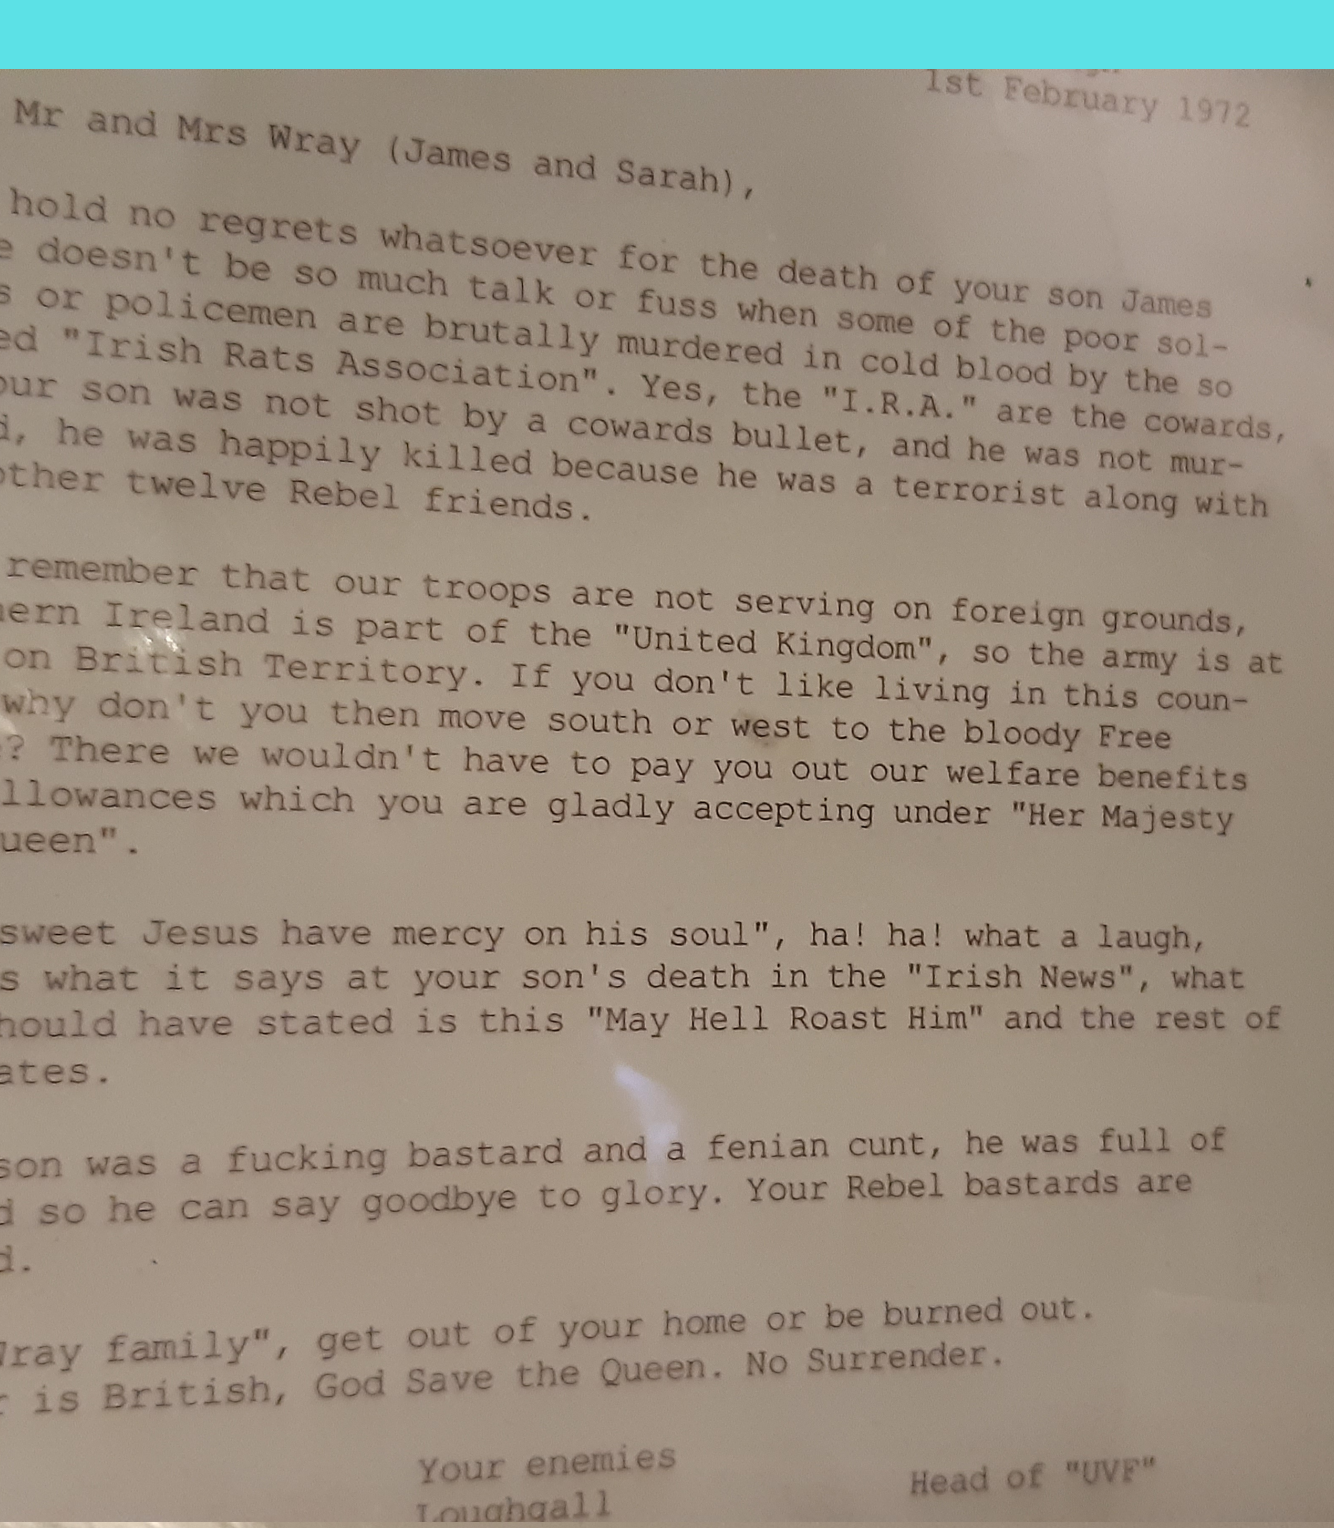 1st February 1972
Mr and Mrs Wray (James and Sarah),
hold no regrets whatsoever for the death of your son James
e doesn't be so much talk or fuss when some of the poor sol-
s or policemen are brutally murdered in cold blood by the so
ed "Irish Rats Association". Yes, the "I.R.A." are the cowards,
our son was not shot by a cowards bullet, and he was not mur-
d, he was happily killed because he was a terrorist along with
other twelve Rebel friends.
remember that our troops are not serving on foreign grounds,
ern Ireland is part of the "United Kingdom", so the army is at
on British Territory. If you don't like living in this coun-
why don't you then move south or west to the bloody Free
? There we wouldn't have to pay you out our welfare benefits
llowances which you are gladly accepting under "Her Majesty
ueen".
sweet Jesus have mercy on his soul", ha! ha! what a laugh,
s what it says at your son's death in the "Irish News", what
hould have stated is this "May Hell Roast Him" and the rest of
ates.
son was a fucking bastard and a fenian cunt, he was full of
d so he can say goodbye to glory. Your Rebel bastards are
d.
Wray family", get out of your home or be burned out.
r is British, God Save the Queen. No Surrender.
Your enemies
Head of "UVF"
Loughgall